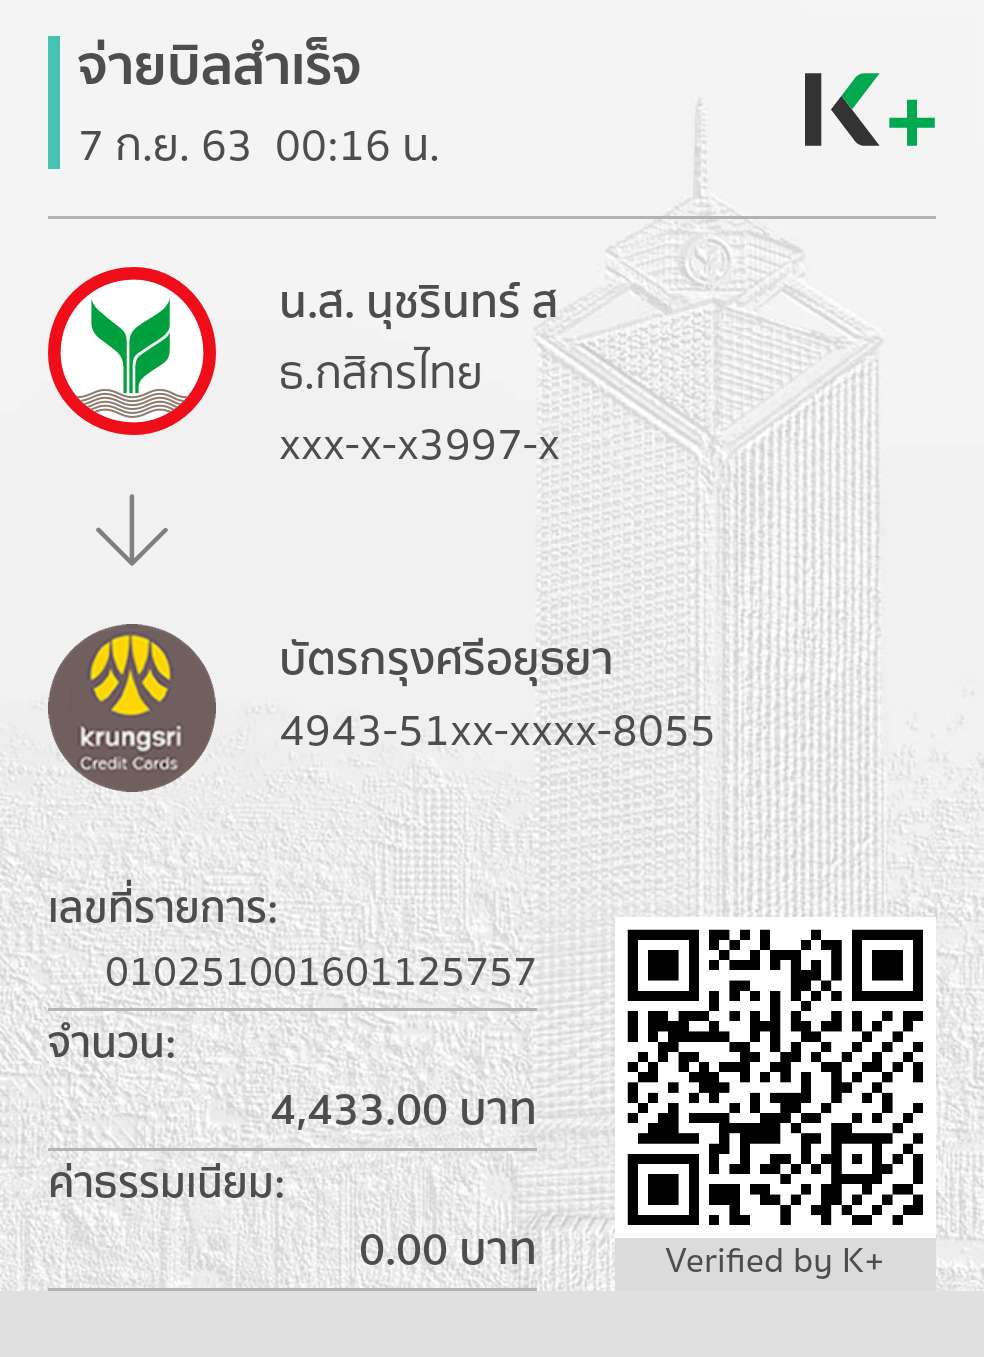 จ่ายบิลสำเร็จ
7 ก.ย. 63 00:16 น.
K+
น.ส. นุชรินทร์ ส
ธ.กสิกรไทย
xxx-x-x3997-x
krungsri
Credit Cards
บัตรกรุงศรีอยุธยา
4943-51xx-xxxx-8055
เลขที่รายการ:
010251001601125757
จำนวน:
4,433.00 บาท
ค่าธรรมเนียม:
0.00 บาท
Verified by K+